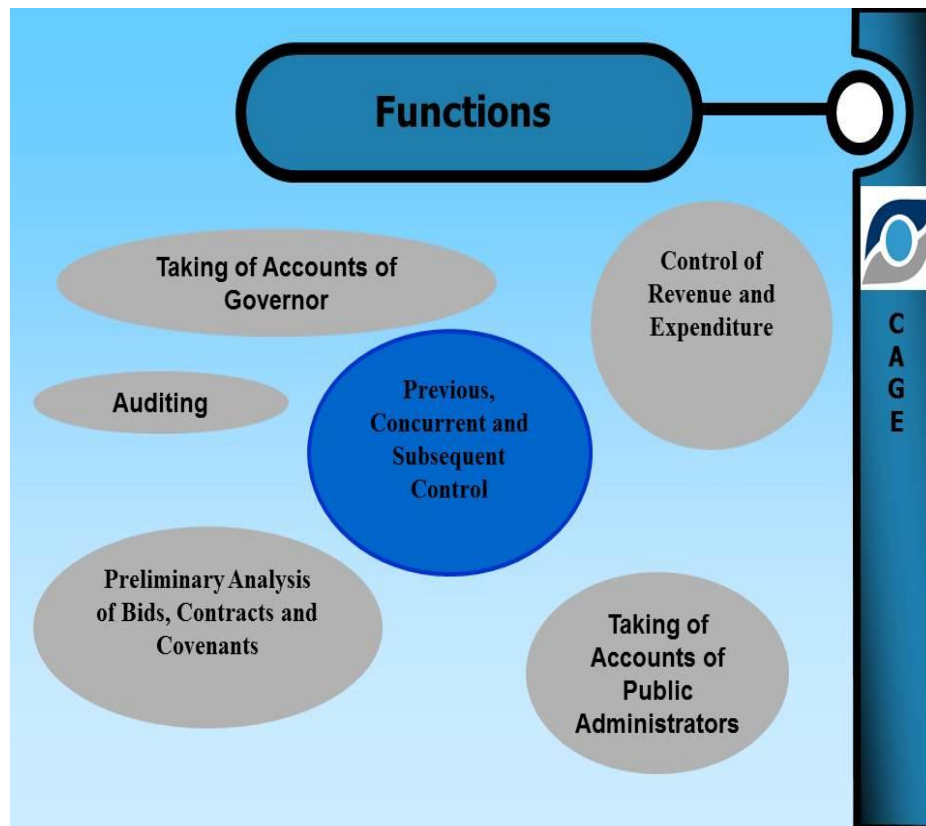 Functions
Taking of Accounts of
Governor
Control of
Revenue and
Expenditure
Auditing
Previous,
Concurrent and
Subsequent
Control
Preliminary Analysis
of Bids, Contracts and
Covenants
Taking of
Accounts of
Public
Administrators
C
A
G
E